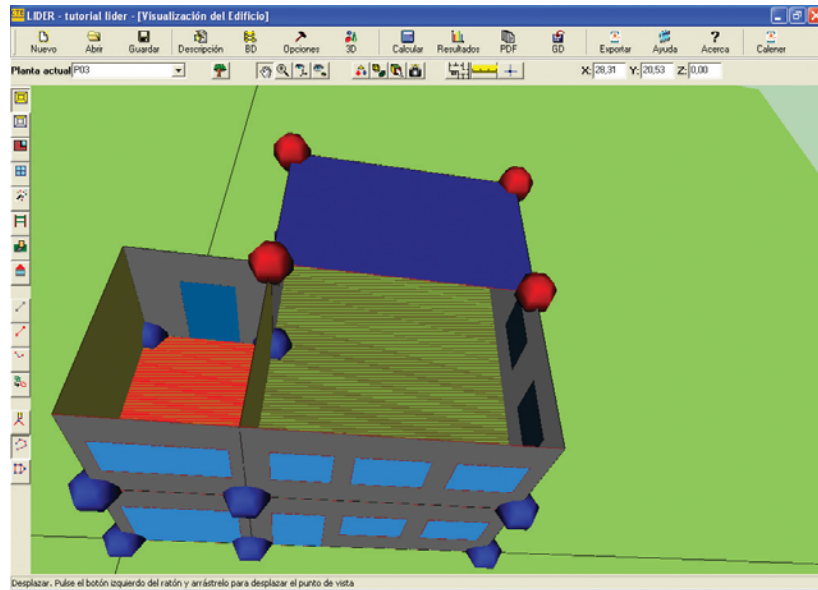 LIDER - tutorial lider - [Visualización del Edificio]
Nuevo Abrir Guardar Descripción BD Opciones 3D Calcular Resultados PDF GD Exportar Ayuda Acerca Calener
Planta actual P03 X: 28,31 Y: 20,53 Z: 0,00
Desplazar. Pulse el botón izquierdo del ratón y arrástrelo para desplazar el punto de vista